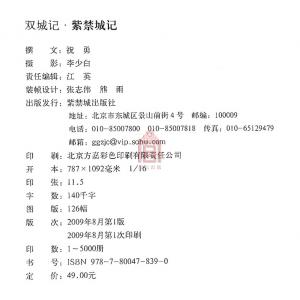 双城记·紫禁城记
撰 文：祝 勇
摄 影：李少白
责任编辑：江 英
装帧设计：张志伟 熊 雨
出版发行：紫禁城出版社
地址：北京市东城区景山前街4号 邮编：100009
电话：010-85007800 010-85007818 传真：010-65129479
邮箱：ggzjc@vip.sohu.com
印 刷：北京方嘉彩色印刷有限责任公司
开 本：787×1092毫米 1/16
印 张：11.5
字 数：140千字
图 版：126幅
版 次：2009年8月第1版
2009年8月第1次印刷
印 数：1～5000册
书 号：ISBN 978-7-80047-839-0
定 价：49.00元